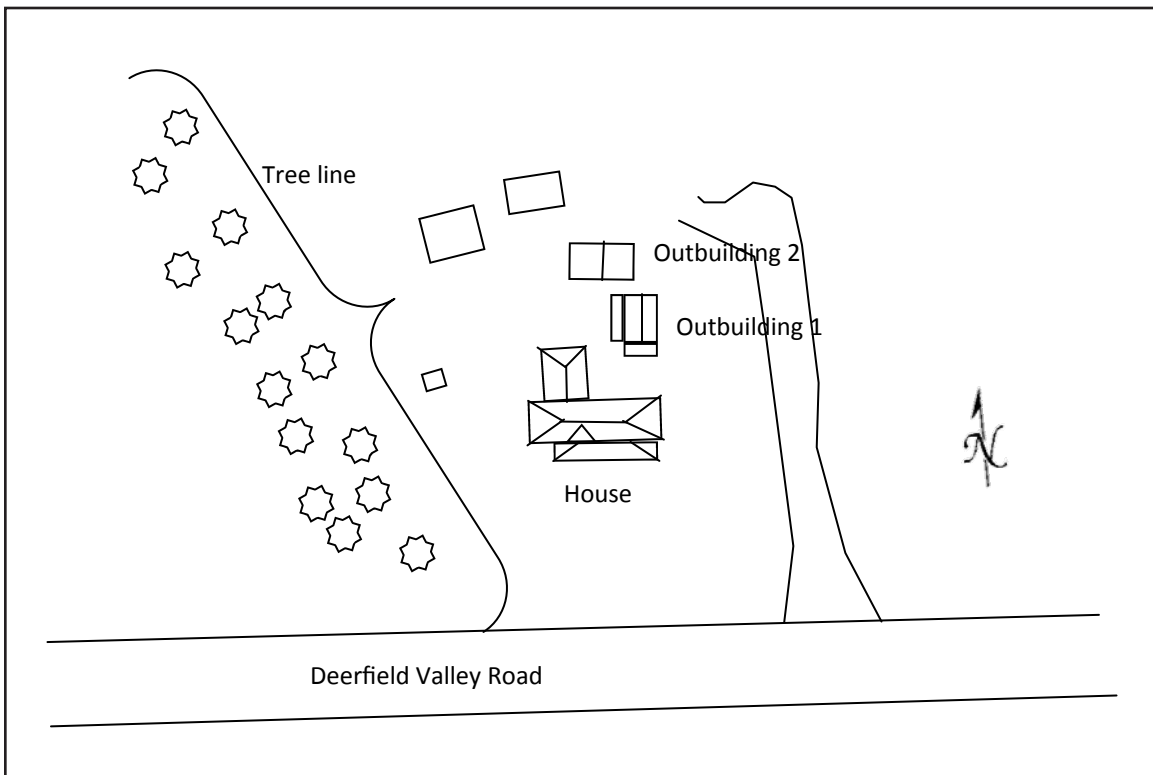 Tree line
Outbuilding 2
Outbuilding 1
N
House
Deerfield Valley Road